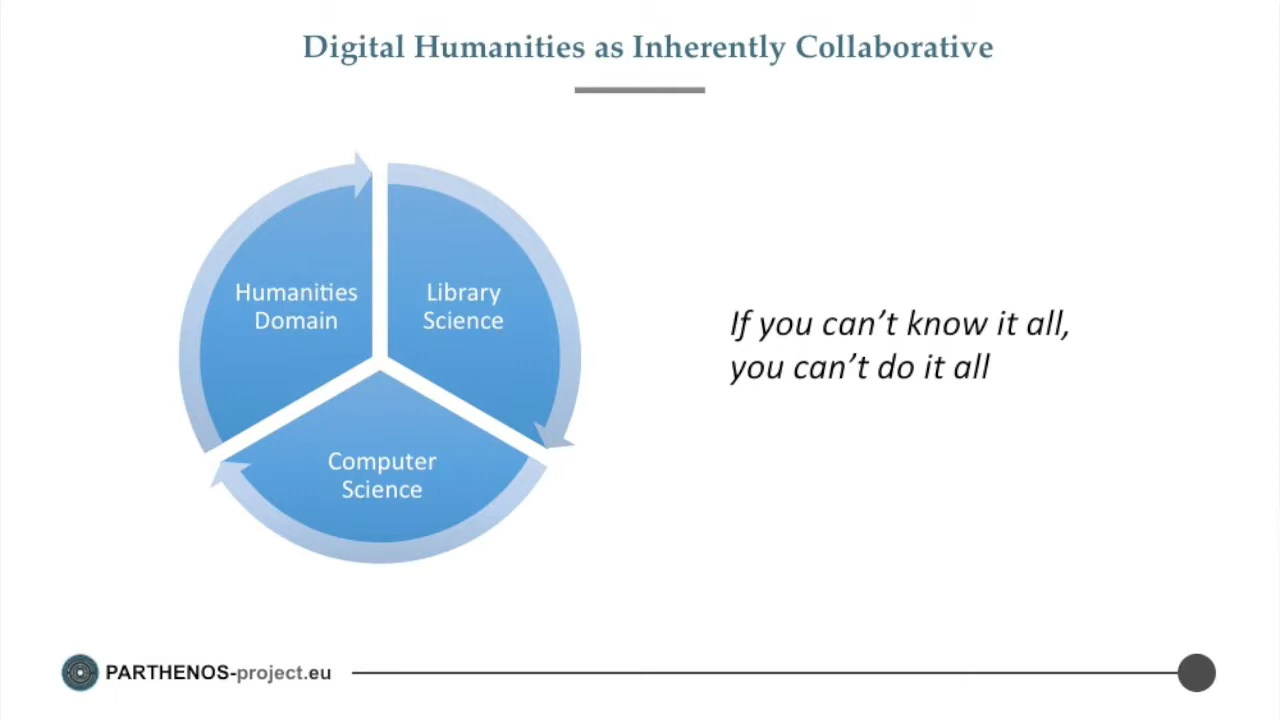 Digital Humanities as Inherently Collaborative
Humanities
Domain
Library
Science
Computer
Science
If you can’t know it all,
you can’t do it all
PARTHENOS-project.eu